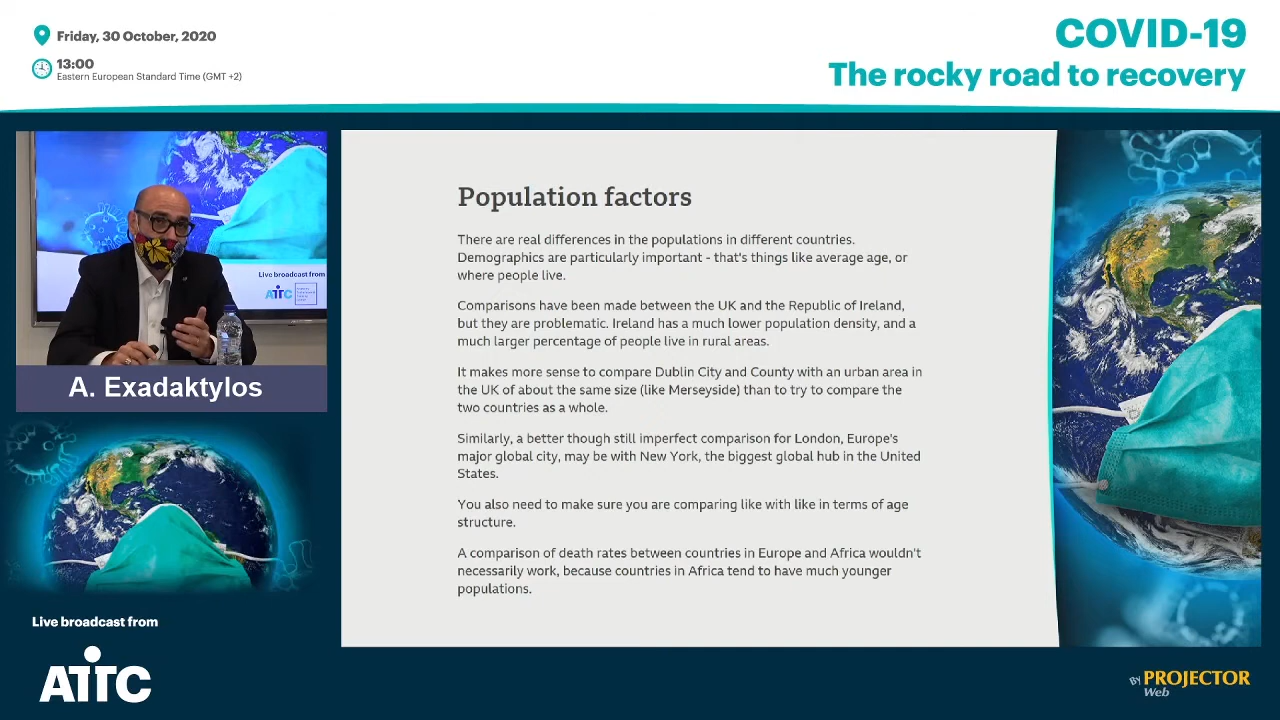 Friday, 30 October, 2020
13:00
Eastern European Standard Time (GMT +2)
COVID-19
The rocky road to recovery
Live broadcast from
ATTC
A. Exadaktylos
Population factors
There are real differences in the populations in different countries.
Demographics are particularly important - that's things like average age, or
where people live.
Comparisons have been made between the UK and the Republic of Ireland,
but they are problematic. Ireland has a much lower population density, and a
much larger percentage of people live in rural areas.
It makes more sense to compare Dublin City and County with an urban area in
the UK of about the same size (like Merseyside) than to try to compare the
two countries as a whole.
Similarly, a better though still imperfect comparison for London, Europe's
major global city, may be with New York, the biggest global hub in the United
States.
You also need to make sure you are comparing like with like in terms of age
structure.
A comparison of death rates between countries in Europe and Africa wouldn't
necessarily work, because countries in Africa tend to have much younger
populations.
Live broadcast from
ATTC
By PROJECTOR
Web